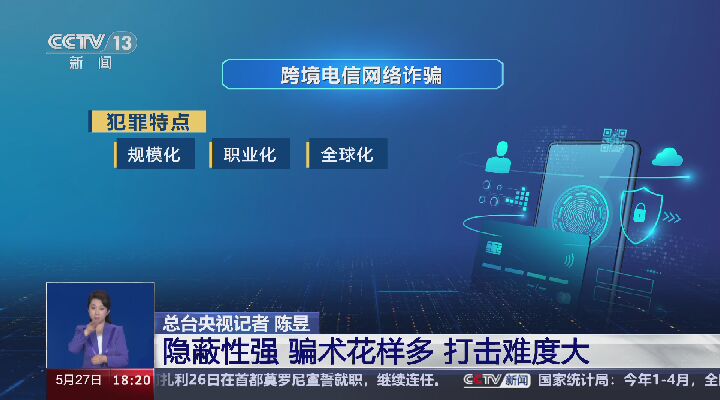 CCTV 13
新闻
跨境电信网络诈骗
犯罪特点
规模化 职业化 全球化
总台央视记者 陈昱
隐蔽性强 骗术花样多 打击难度大
5月27日 18:20 扎利26日在首都莫罗尼宣誓就职，继续连任。 CCTV 新闻 国家统计局：今年1-4月，全